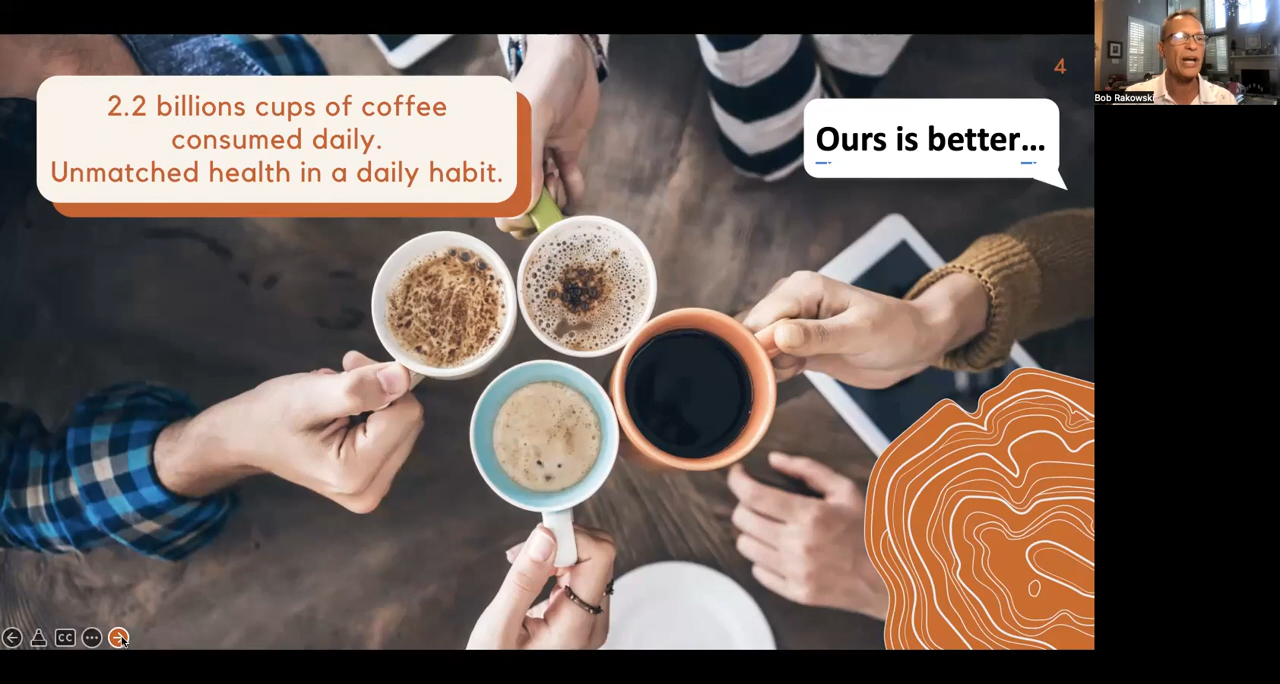 2.2 billions cups of coffee
consumed daily.
Unmatched health in a daily habit.
4
Ours is better...
Bob Rakowski
CC